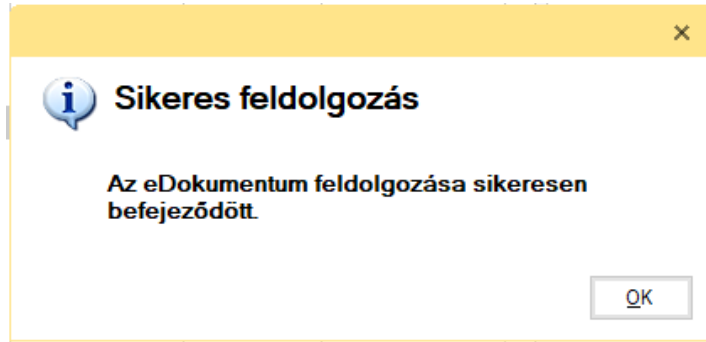 Sikeres feldolgozás
Az eDokumentum feldolgozása sikeresen
befejeződött.
OK